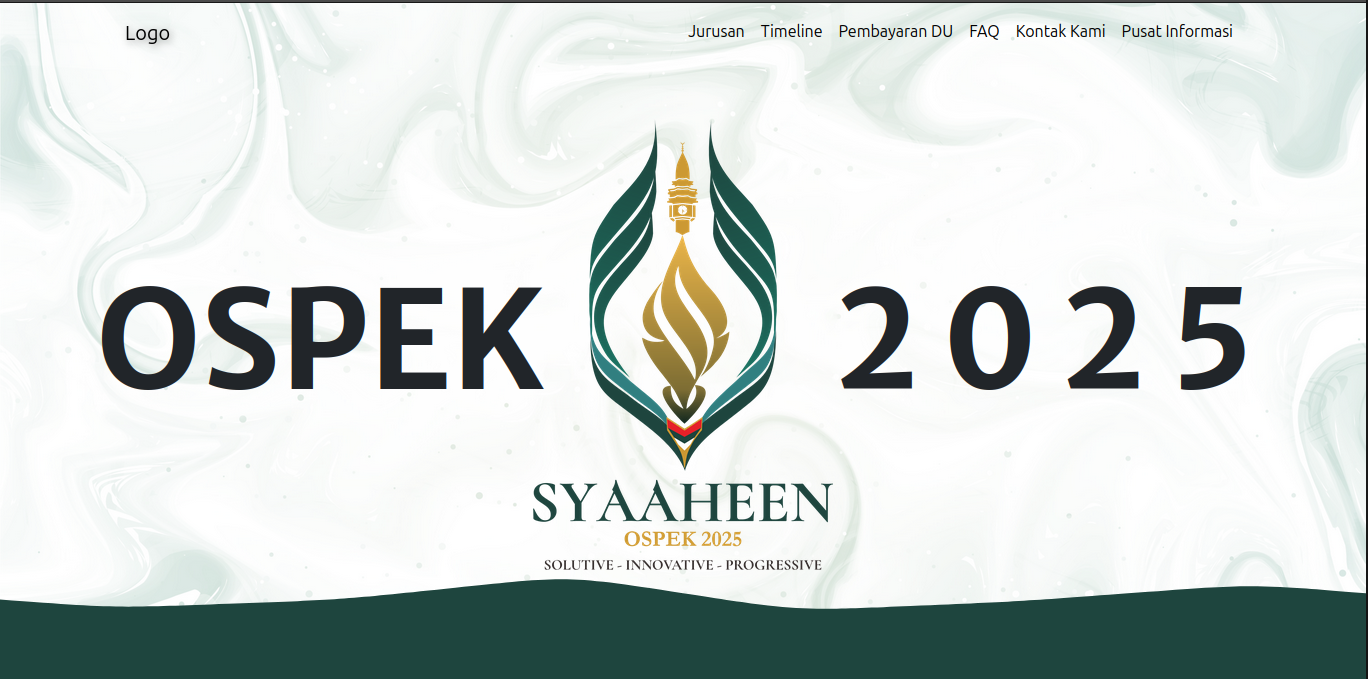 Logo
Jurusan Timeline Pembayaran DU FAQ Kontak Kami Pusat Informasi
OSPEK 2025
SYAAHEEN
OSPEK 2025
SOLUTIVE - INNOVATIVE - PROGRESSIVE